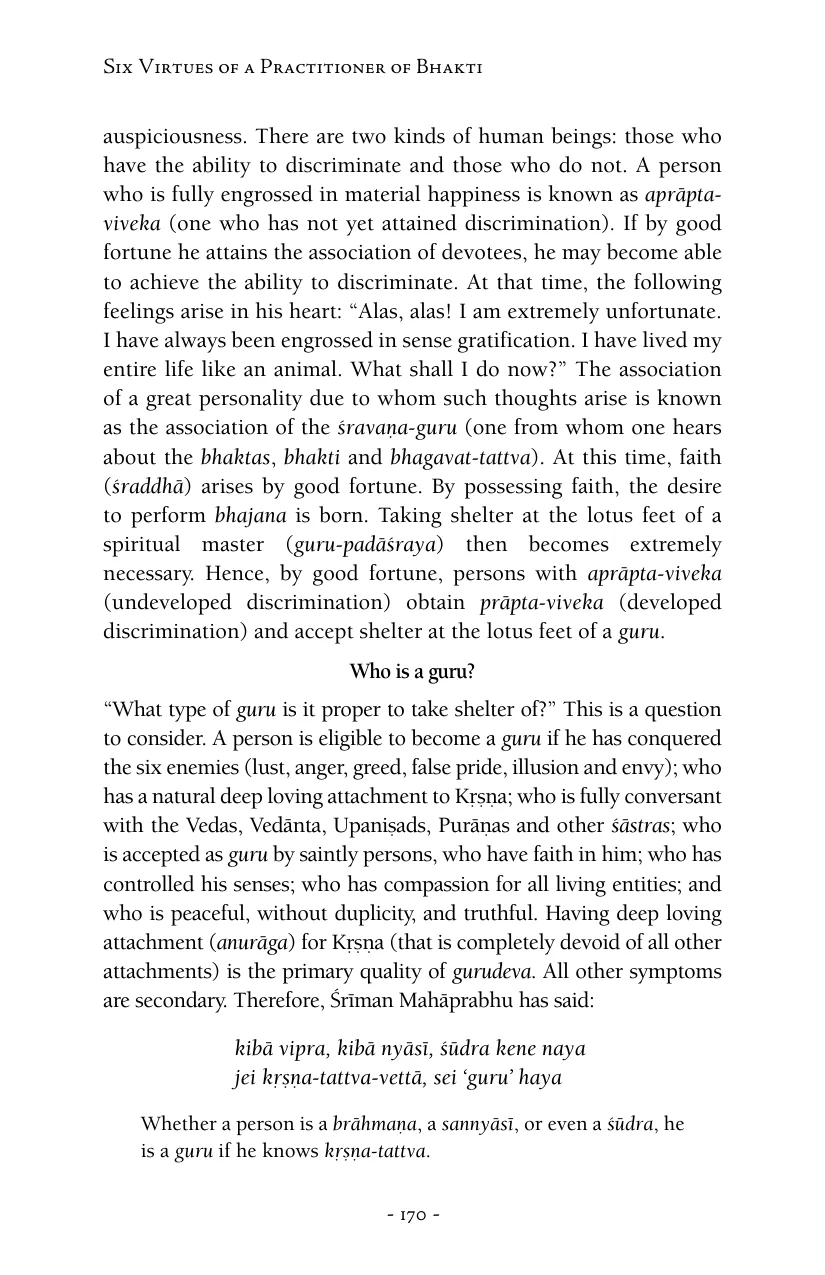 Six Virtues of a Practitioner of Bhakti
auspiciousness. There are two kinds of human beings: those who
have the ability to discriminate and those who do not. A person
who is fully engrossed in material happiness is known as aprāpta-
viveka (one who has not yet attained discrimination). If by good
fortune he attains the association of devotees, he may become able
to achieve the ability to discriminate. At that time, the following
feelings arise in his heart: “Alas, alas! I am extremely unfortunate.
I have always been engrossed in sense gratification. I have lived my
entire life like an animal. What shall I do now?” The association
of a great personality due to whom such thoughts arise is known
as the association of the śravaṇa-guru (one from whom one hears
about the bhaktas, bhakti and bhagavat-tattva). At this time, faith
(śraddhā) arises by good fortune. By possessing faith, the desire
to perform bhajana is born. Taking shelter at the lotus feet of a
spiritual master (guru-padāśraya) then becomes extremely
necessary. Hence, by good fortune, persons with aprāpta-viveka
(undeveloped discrimination) obtain prāpta-viveka (developed
discrimination) and accept shelter at the lotus feet of a guru.
Who is a guru?
“What type of guru is it proper to take shelter of?” This is a question
to consider. A person is eligible to become a guru if he has conquered
the six enemies (lust, anger, greed, false pride, illusion and envy); who
has a natural deep loving attachment to Kṛṣṇa; who is fully conversant
with the Vedas, Vedānta, Upaniṣads, Purāṇas and other śāstras; who
is accepted as guru by saintly persons, who have faith in him; who has
controlled his senses; who has compassion for all living entities; and
who is peaceful, without duplicity, and truthful. Having deep loving
attachment (anurāga) for Kṛṣṇa (that is completely devoid of all other
attachments) is the primary quality of gurudeva. All other symptoms
are secondary. Therefore, Śrīman Mahāprabhu has said:
kibā vipra, kibā nyāsī, śūdra kene naya
jei kṛṣṇa-tattva-vettā, sei ‘guru’ haya
Whether a person is a brāhmaṇa, a sannyāsī, or even a śūdra, he
is a guru if he knows kṛṣṇa-tattva.
- 170 -